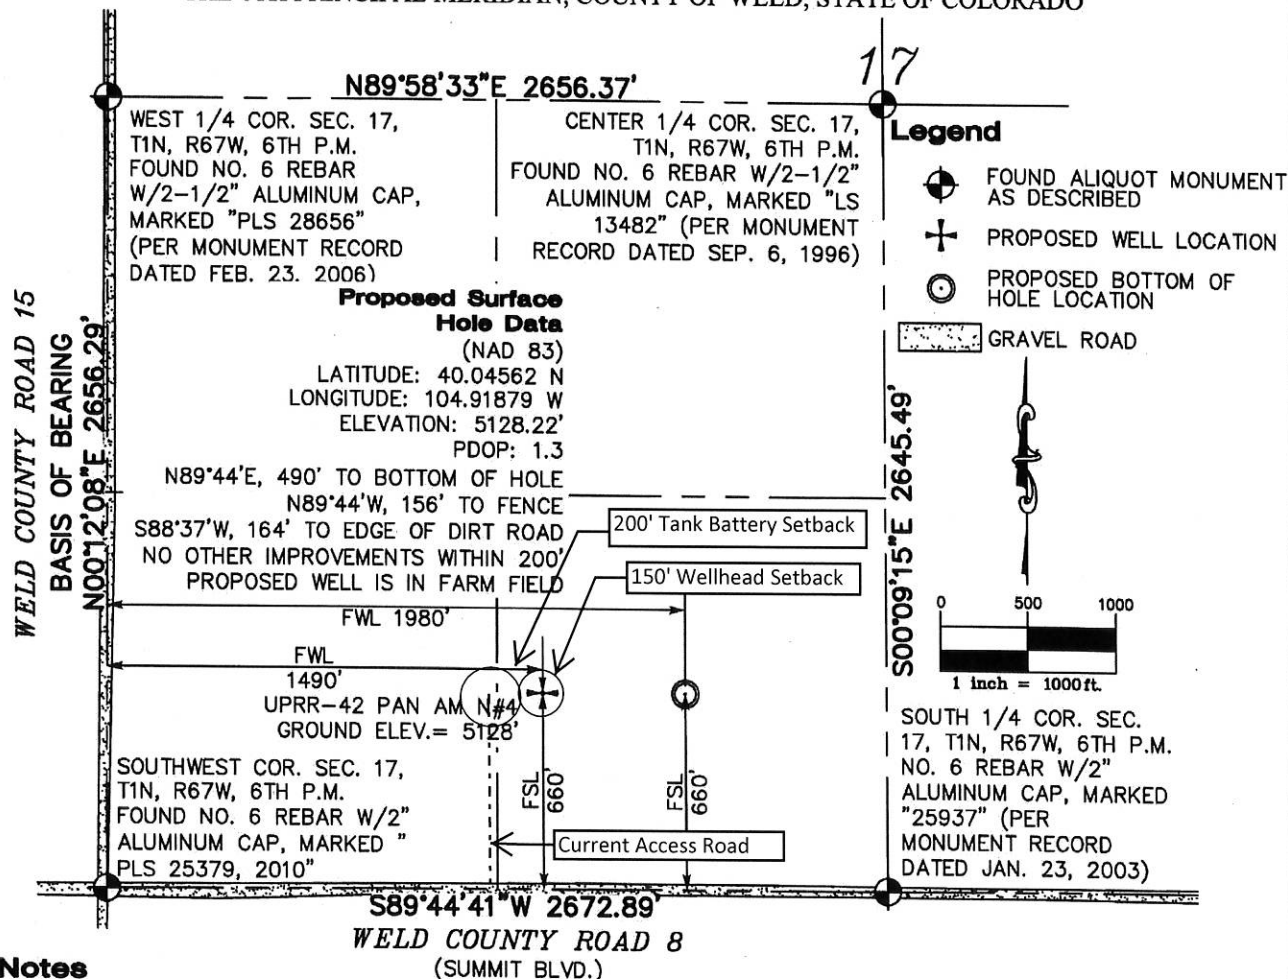 THE 6TH PRINCIPAL MERIDIAN, COUNTY OF WELD, STATE OF COLORADO
17
N89°58'33"E 2656.37'
WEST 1/4 COR. SEC. 17,
T1N, R67W, 6TH P.M.
FOUND NO. 6 REBAR
W/2-1/2" ALUMINUM CAP,
MARKED "PLS 28656"
(PER MONUMENT RECORD
DATED FEB. 23. 2006)
CENTER 1/4 COR. SEC. 17,
T1N, R67W, 6TH P.M.
FOUND NO. 6 REBAR W/2-1/2"
ALUMINUM CAP, MARKED "LS
13482" (PER MONUMENT
RECORD DATED SEP. 6, 1996)
Legend
FOUND ALIQUOT MONUMENT
AS DESCRIBED
PROPOSED WELL LOCATION
PROPOSED BOTTOM OF
HOLE LOCATION
GRAVEL ROAD
WELD COUNTY ROAD 15
BASIS OF BEARING
N00°12'08"E 2656.29'
Proposed Surface
Hole Data
(NAD 83)
LATITUDE: 40.04562 N
LONGITUDE: 104.91879 W
ELEVATION: 5128.22'
PDOP: 1.3
N89°44'E, 490' TO BOTTOM OF HOLE
N89°44'W, 156' TO FENCE
S88°37'W, 164' TO EDGE OF DIRT ROAD
NO OTHER IMPROVEMENTS WITHIN 200'
PROPOSED WELL IS IN FARM FIELD
200' Tank Battery Setback
150' Wellhead Setback
S00°09'15"E 2645.49'
0 500 1000
1 inch = 1000ft.
FWL 1980'
FWL
1490'
UPRR-42 PAN AM N#4
GROUND ELEV.= 5128'
FSL
660'
FSL
660'
Current Access Road
SOUTHWEST COR. SEC. 17,
T1N, R67W, 6TH P.M.
FOUND NO. 6 REBAR W/2"
ALUMINUM CAP, MARKED "
PLS 25379, 2010"
SOUTH 1/4 COR. SEC.
17, T1N, R67W, 6TH P.M.
NO. 6 REBAR W/2"
ALUMINUM CAP, MARKED
"25937" (PER
MONUMENT RECORD
DATED JAN. 23, 2003)
S89°44'41"W 2672.89'
WELD COUNTY ROAD 8
(SUMMIT BLVD.)
Notes